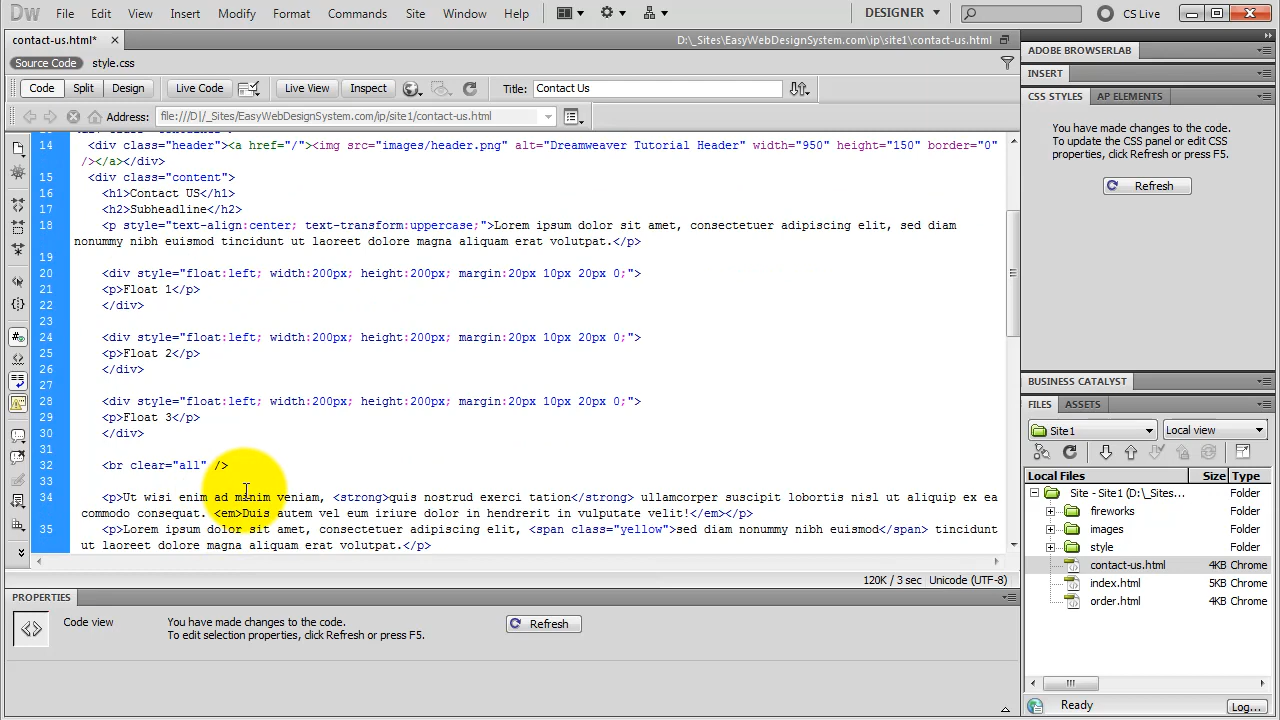 Dw File Edit View Insert Modify Format Commands Site Window Help DESIGNER CS Live
contact-us.html* D:\_Sites\EasyWebDesignSystem.com\ip\site1\contact-us.html
Source Code style.css
Code Split Design Live Code Live View Inspect Title: Contact Us
Address: file:///D|/_Sites/EasyWebDesignSystem.com/ip/site1/contact-us.html
14 <div class="header"><a href="/"><img src="images/header.png" alt="Dreamweaver Tutorial Header" width="950" height="150" border="0"
/></a></div>
15 <div class="content">
16 <h1>Contact US</h1>
17 <h2>Subheadline</h2>
18 <p style="text-align:center; text-transform:uppercase;">Lorem ipsum dolor sit amet, consectetuer adipiscing elit, sed diam
nonummy nibh euismod tincidunt ut laoreet dolore magna aliquam erat volutpat.</p>
19
20 <div style="float:left; width:200px; height:200px; margin:20px 10px 20px 0;">
21 <p>Float 1</p>
22 </div>
23
24 <div style="float:left; width:200px; height:200px; margin:20px 10px 20px 0;">
25 <p>Float 2</p>
26 </div>
27
28 <div style="float:left; width:200px; height:200px; margin:20px 10px 20px 0;">
29 <p>Float 3</p>
30 </div>
31
32 <br clear="all" />
33
34 <p>Ut wisi enim ad minim veniam, <strong>quis nostrud exerci tation</strong> ullamcorper suscipit lobortis nisl ut aliquip ex ea
commodo consequat. <em>Duis autem vel eum iriure dolor in hendrerit in vulputate velit!</em></p>
35 <p>Lorem ipsum dolor sit amet, consectetuer adipiscing elit, <span class="yellow">sed diam nonummy nibh euismod</span> tincidunt
ut laoreet dolore magna aliquam erat volutpat.</p>
120K / 3 sec Unicode (UTF-8)
PROPERTIES
Code view
You have made changes to the code.
To edit selection properties, click Refresh or press F5.
Refresh
ADOBE BROWSERLAB
INSERT
CSS STYLES AP ELEMENTS
You have made changes to the code.
To update the CSS panel or edit CSS
properties, click Refresh or press F5.
Refresh
BUSINESS CATALYST
FILES ASSETS
Site1 Local view
Local Files Size Type
Site - Site1 (D:\_Sites... Folder
fireworks Folder
images Folder
style Folder
contact-us.html 4KB Chrome
index.html 5KB Chrome
order.html 4KB Chrome
Ready Log...